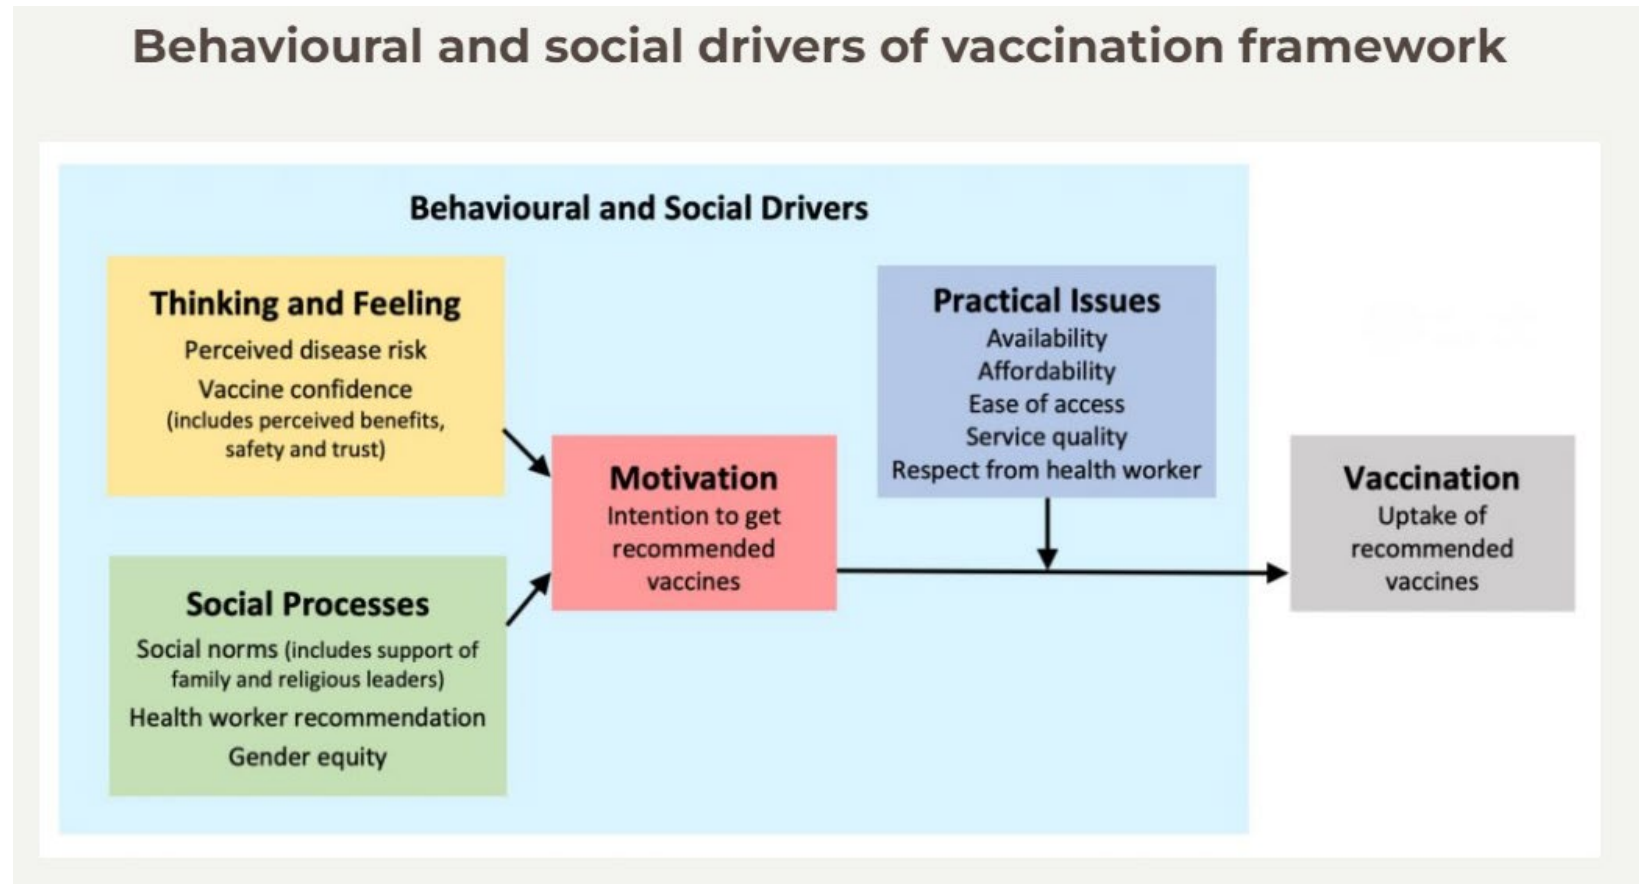 Behavioural and social drivers of vaccination framework
Behavioural and Social Drivers
Thinking and Feeling
Perceived disease risk
Vaccine confidence
(includes perceived benefits,
safety and trust)
Social Processes
Social norms (includes support of
family and religious leaders)
Health worker recommendation
Gender equity
Motivation
Intention to get
recommended
vaccines
Practical Issues
Availability
Affordability
Ease of access
Service quality
Respect from health worker
Vaccination
Uptake of
recommended
vaccines